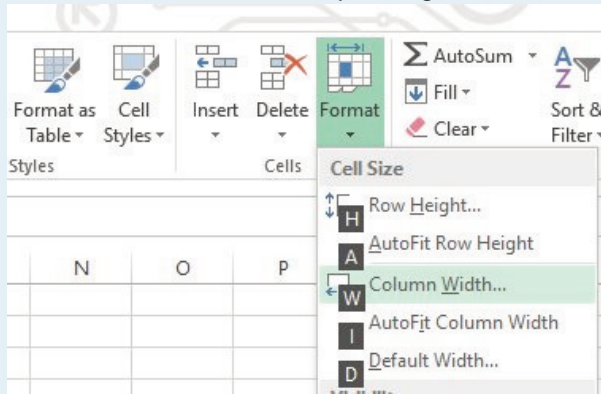 AutoSum
Fill
Clear
Format as
Table
Cell
Styles
Insert
Delete
Format
Sort &
Filter
Styles
Cells
Cell Size
H Row Height...
A AutoFit Row Height
W Column Width...
I AutoFit Column Width
D Default Width...
N O P
A
Z